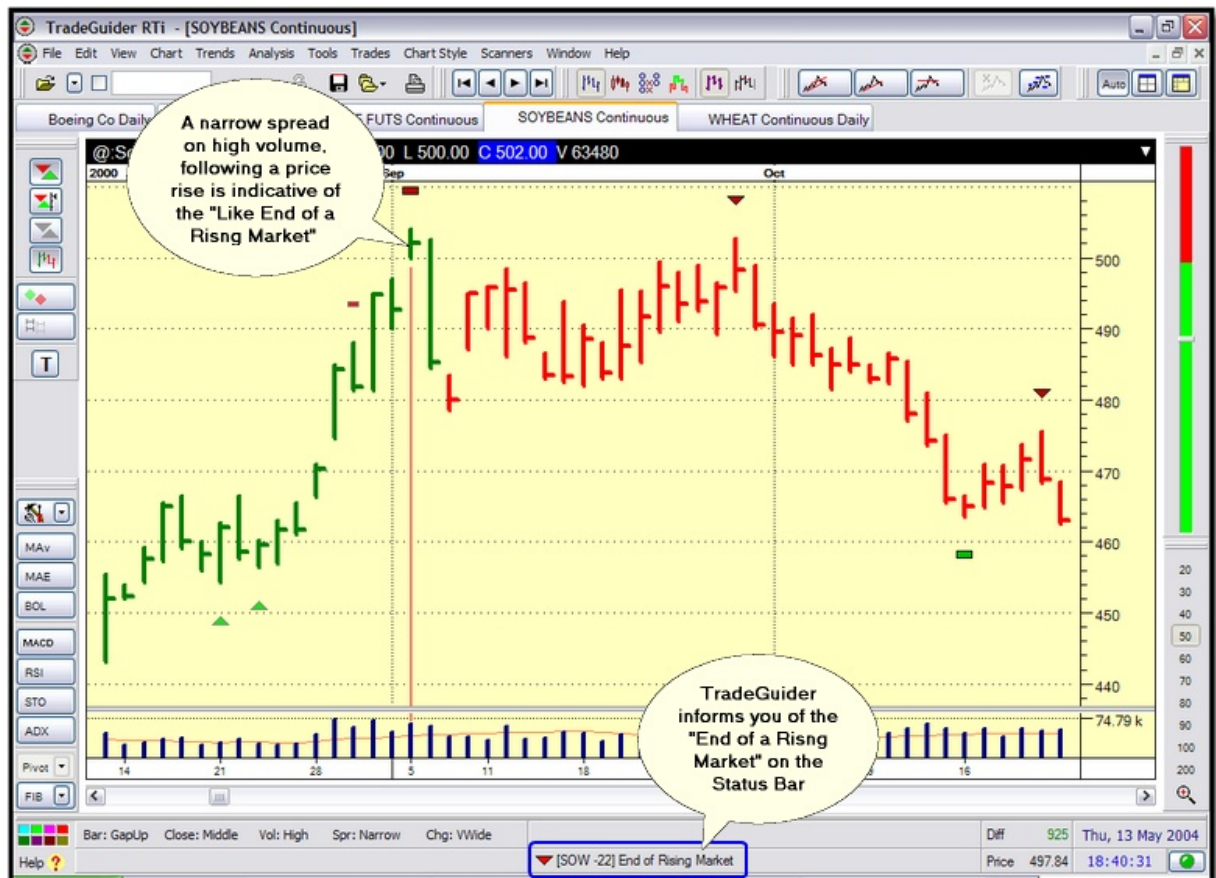 TradeGuider RTi - [SOYBEANS Continuous]
File Edit View Chart Trends Analysis Tools Trades Chart Style Scanners Window Help
Auto
Boeing Co Daily
FUTS Continuous
SOYBEANS Continuous
WHEAT Continuous Daily
L 500.00 C 502.00 V 63480
2000
Sep
Oct
A narrow spread
on high volume,
following a price
rise is indicative of
the "Like End of a
Risng Market"
500
490
480
470
460
450
440
74.79 k
T
MAv
MAE
BOL
MACD
RSI
STO
ADX
Pivot
FIB
20
30
40
50
60
70
80
90
100
200
TradeGuider
informs you of the
"End of a Risng
Market" on the
Status Bar
14 21 28 5 11 18 16
Bar: GapUp Close: Middle Vol: High Spr: Narrow Chg: VWide
Diff 925 Thu, 13 May 2004
Help ?
[SOW -22] End of Rising Market
Price 497.84 18:40:31